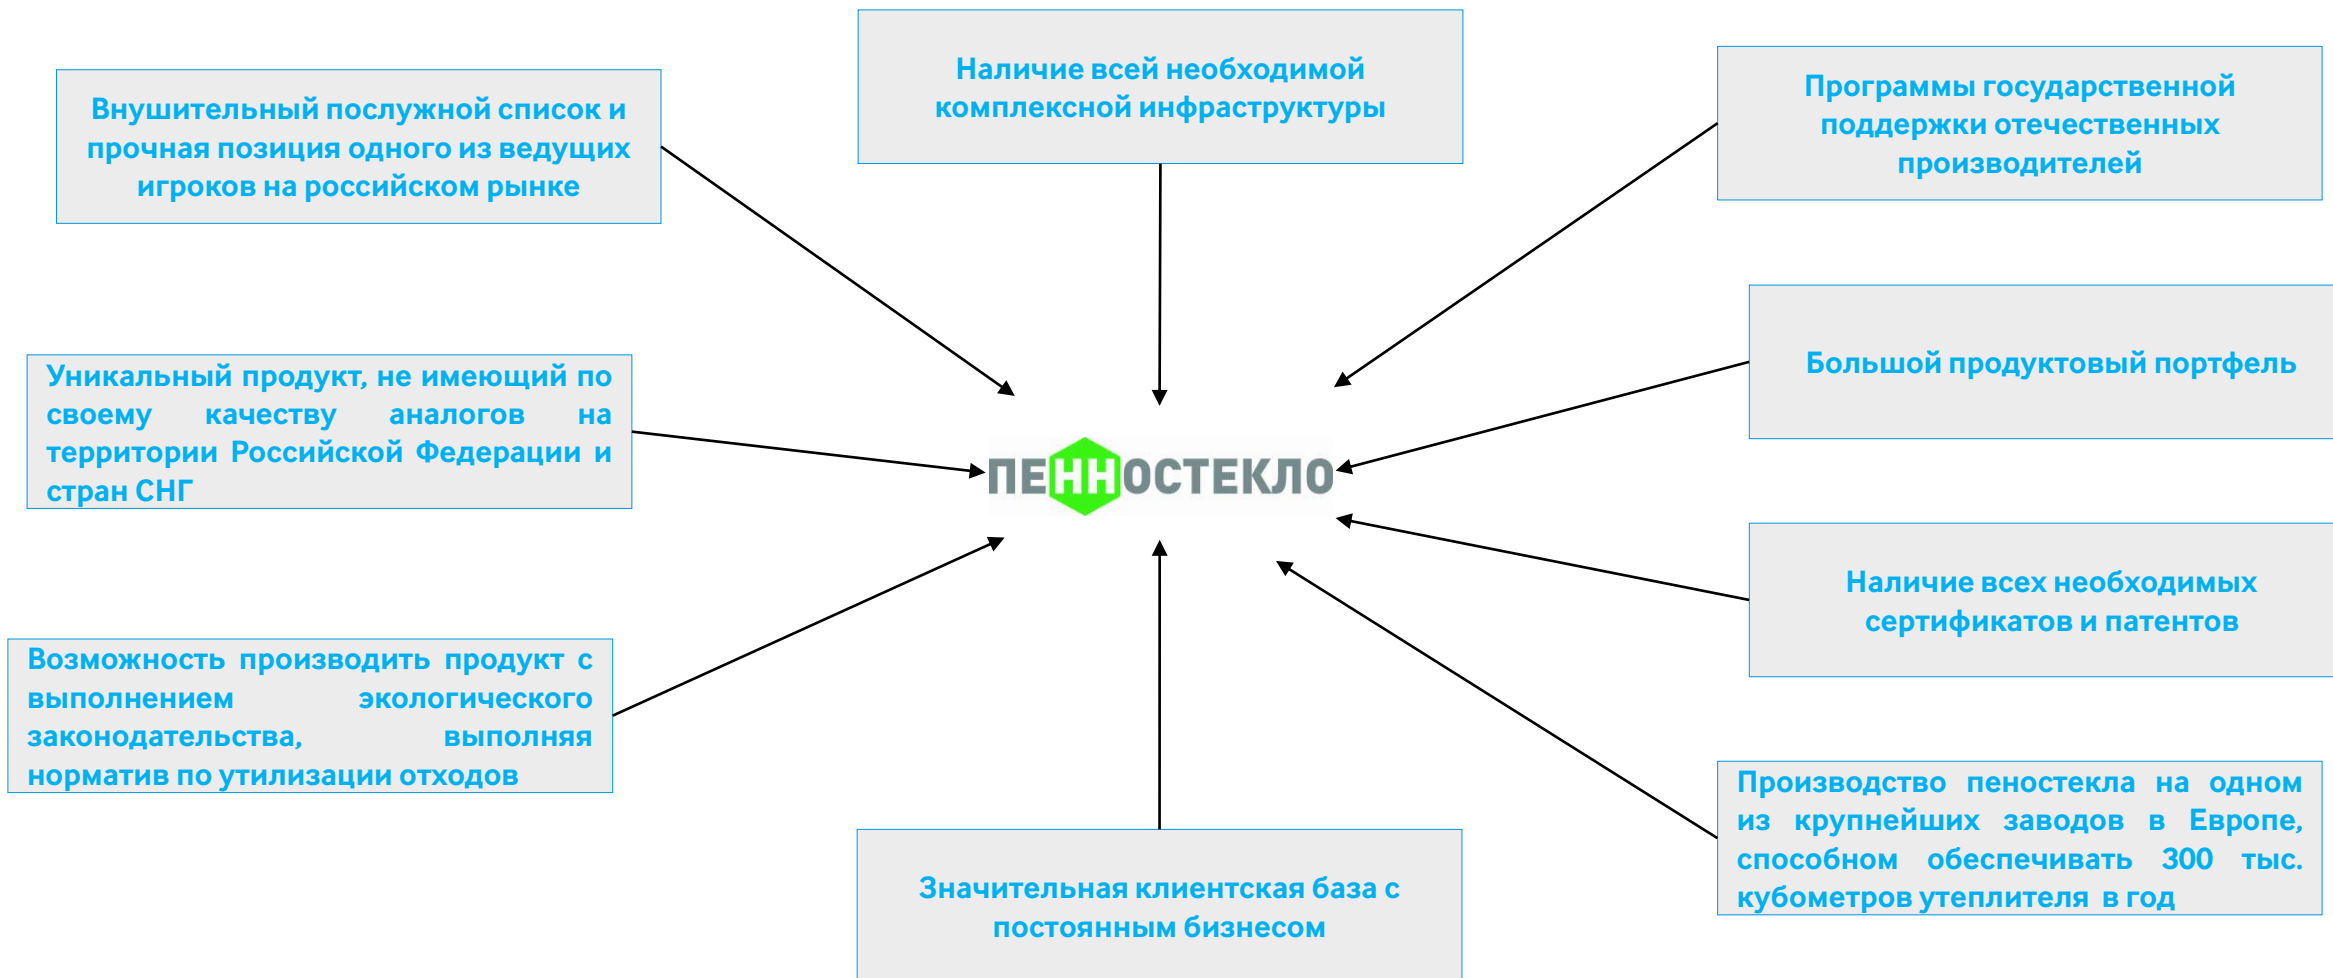 Наличие всей необходимой
комплексной инфраструктуры
Внушительный послужной список и
прочная позиция одного из ведущих
игроков на российском рынке
Программы государственной
поддержки отечественных
производителей
Уникальный продукт, не имеющий по
своему качеству аналогов на
территории Российской Федерации и
стран СНГ
Большой продуктовый портфель
ПЕННОСТЕКЛО
Наличие всех необходимых
сертификатов и патентов
Возможность производить продукт с
выполнением экологического
законодательства, выполняя
норматив по утилизации отходов
Производство пеностекла на одном
из крупнейших заводов в Европе,
способном обеспечивать 300 тыс.
кубометров утеплителя в год
Значительная клиентская база с
постоянным бизнесом